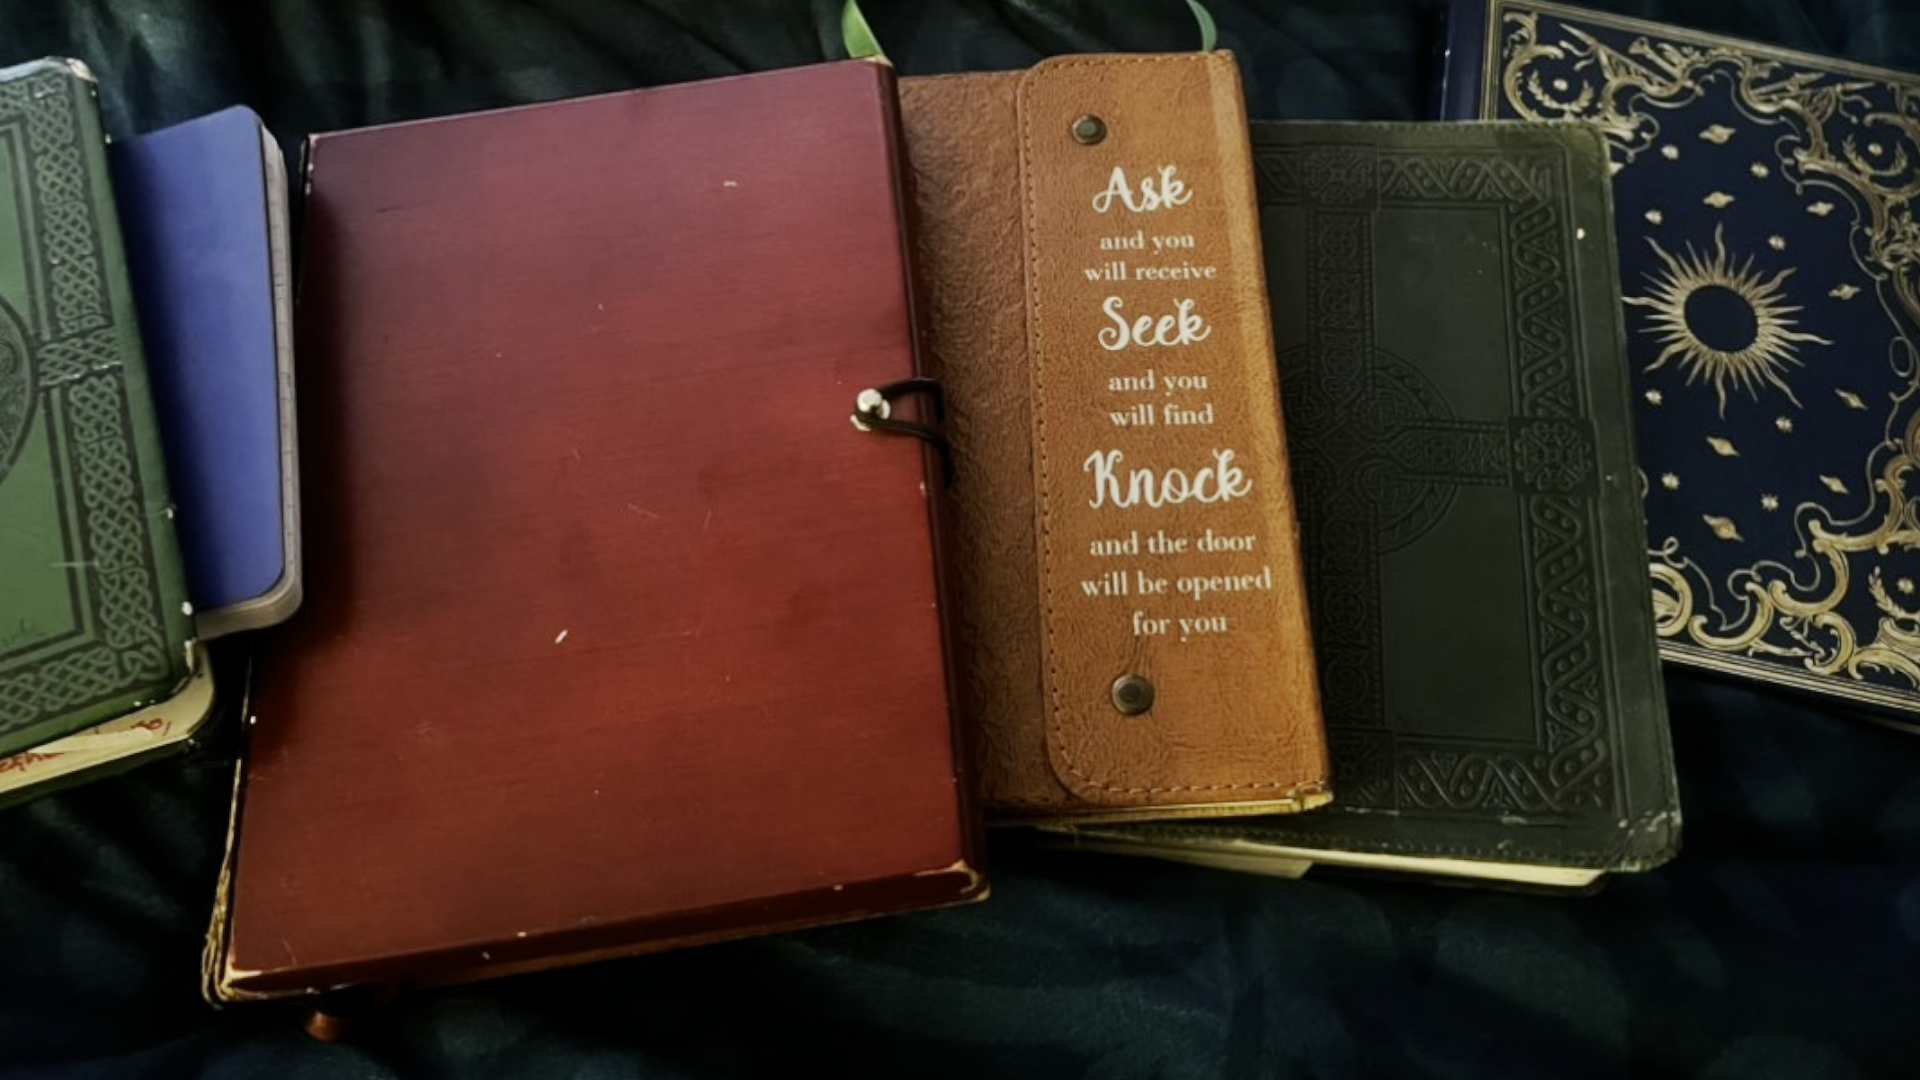 Ask
and you
will receive
Seek
and you
will find
Knock
and the door
will be opened
for you